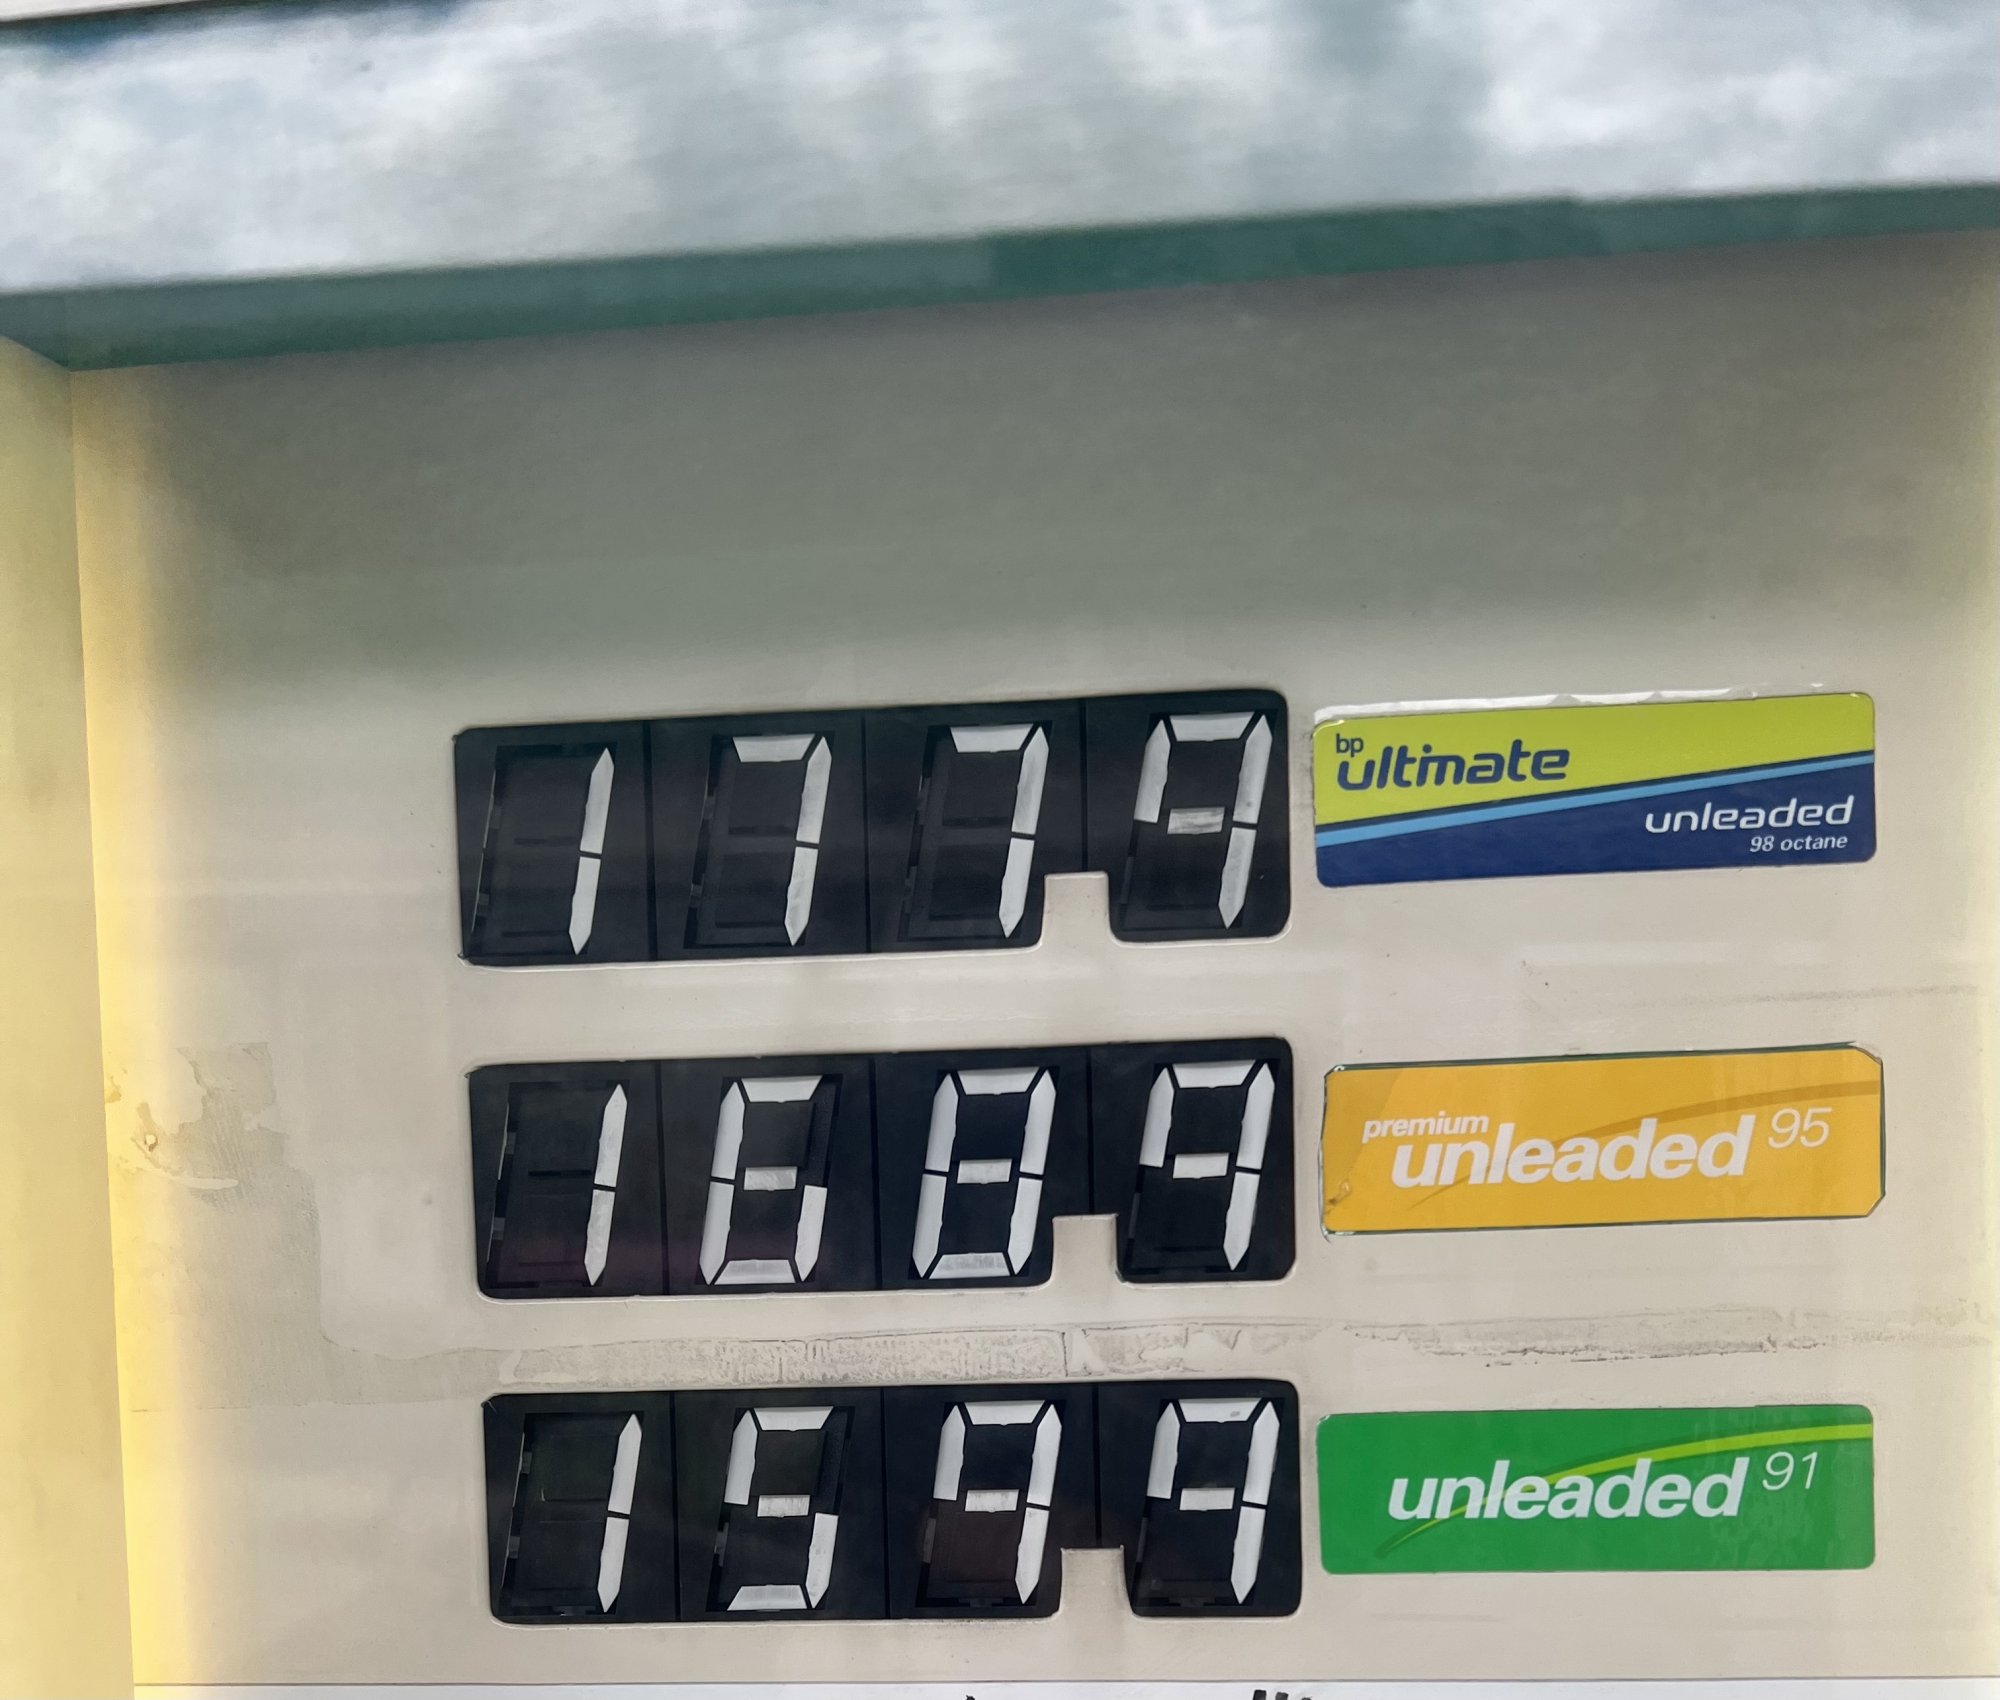 1779
bp
ultimate
unleaded
98 octane
1689
premium
unleaded 95
1599
unleaded 91